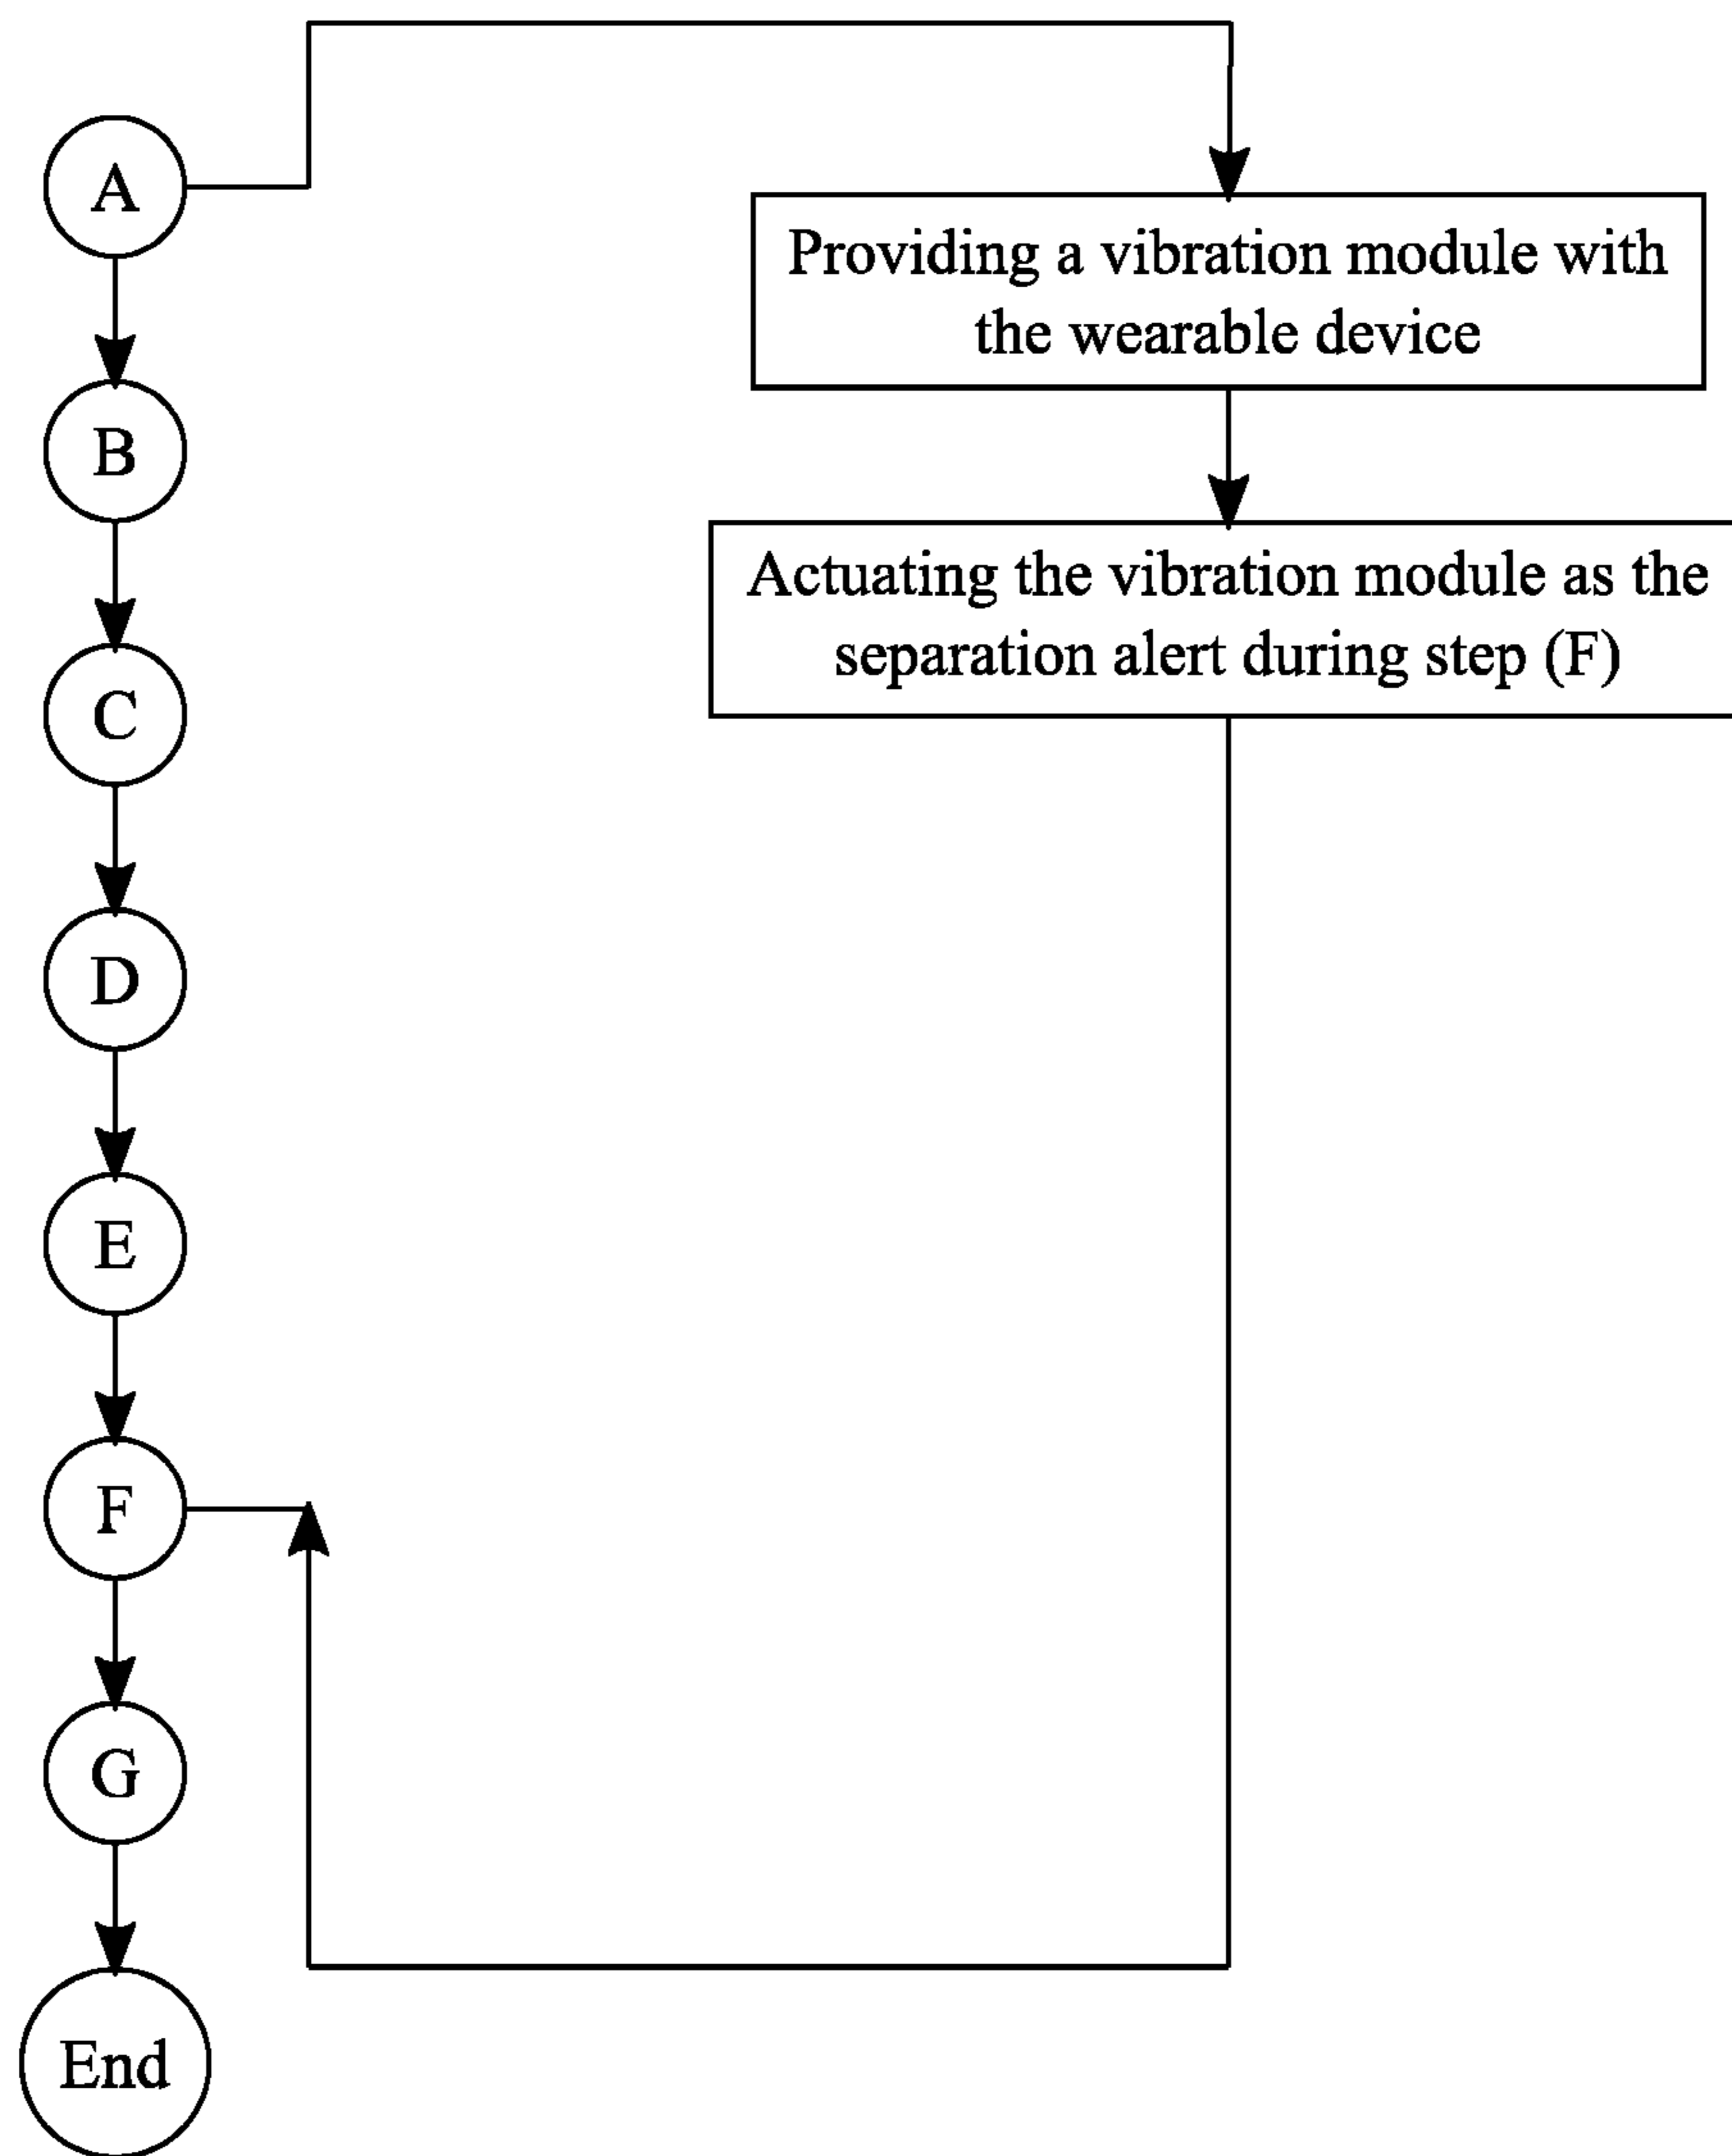 A
Providing a vibration module with
the wearable device
B
Actuating the vibration module as the
separation alert during step (F)
C
D
E
F
G
End